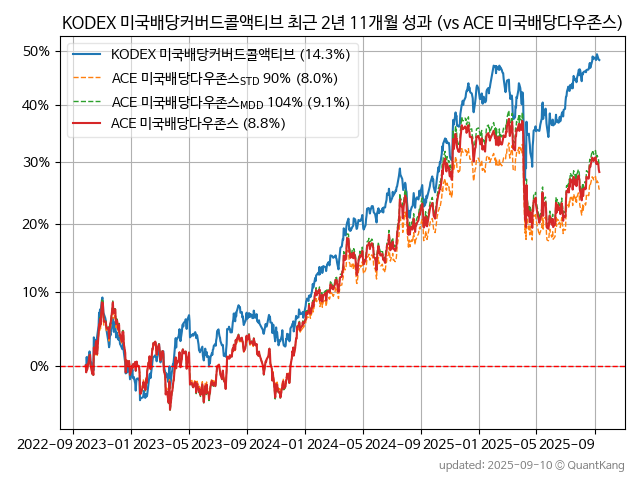 KODEX 미국배당커버드콜액티브 최근 2년 11개월 성과 (vs ACE 미국배당다우존스)
KODEX 미국배당커버드콜액티브 (14.3%)
ACE 미국배당다우존스STD 90% (8.0%)
ACE 미국배당다우존스MDD 104% (9.1%)
ACE 미국배당다우존스 (8.8%)
50%
40%
30%
20%
10%
0%
2022-09 2023-01 2023-05 2023-09 2024-01 2024-05 2024-09 2025-01 2025-05 2025-09
updated: 2025-09-10 © QuantKang